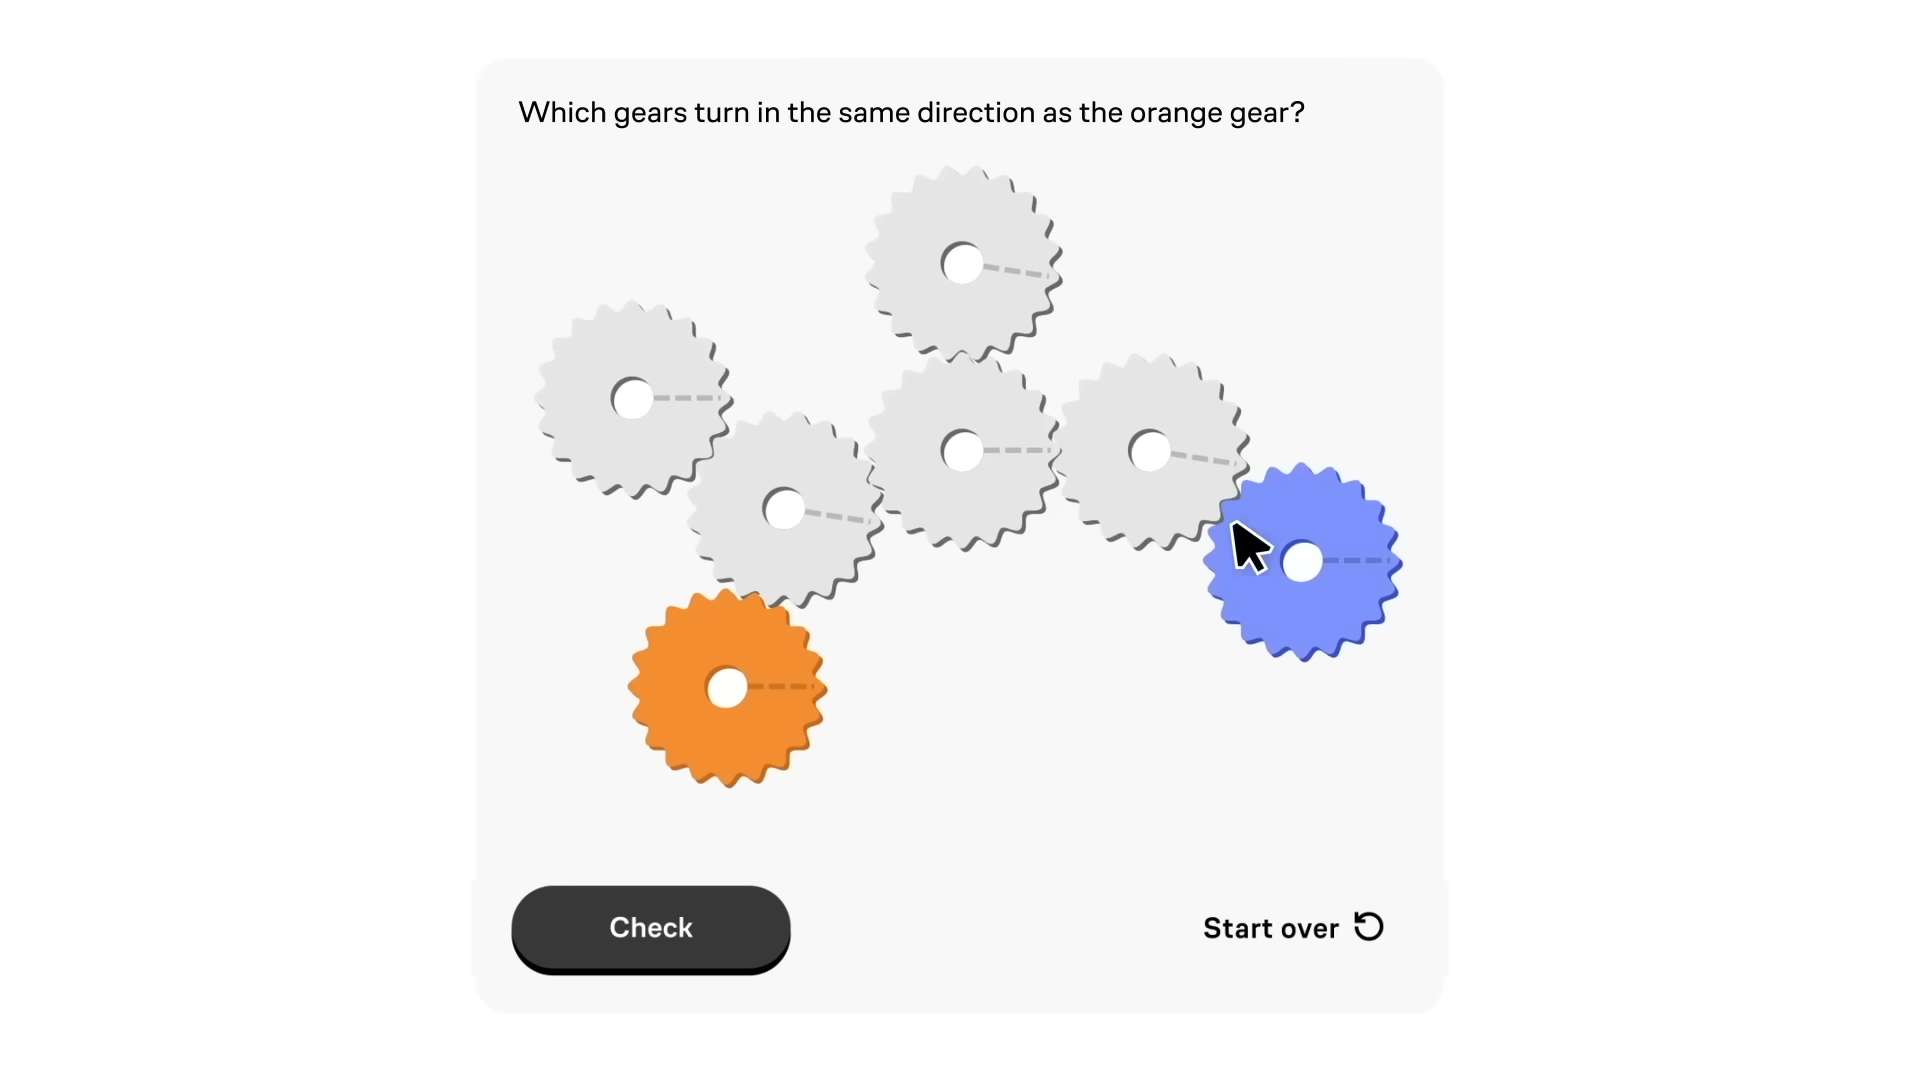 Which gears turn in the same direction as the orange gear?
Check
Start over